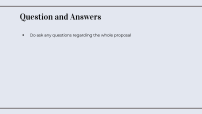 Question and Answers
• Do ask any questions regarding the whole proposal